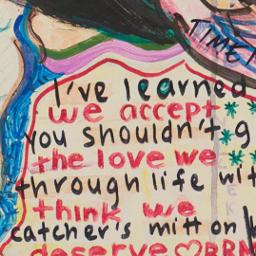 TIME
I've learned
we accept
you shouldn't g
the love we
through life wit
think we
catcher's mitt on
deserve ♡ BRM